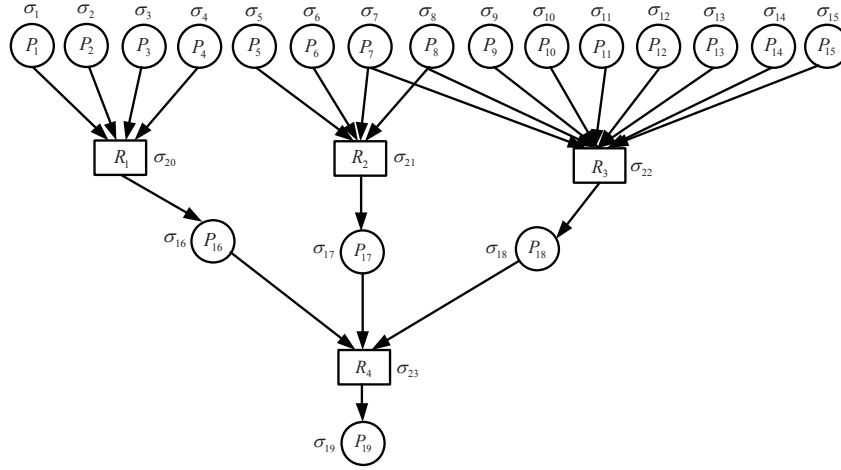 σ1 σ2 σ3 σ4 σ5 σ6 σ7 σ8 σ9 σ10 σ11 σ12 σ13 σ14 σ15
P1 P2 P3 P4 P5 P6 P7 P8 P9 P10 P11 P12 P13 P14 P15
R1 σ20 R2 σ21 R3 σ22
σ16 P16 σ17 P17 σ18 P18
R4 σ23
σ19 P19